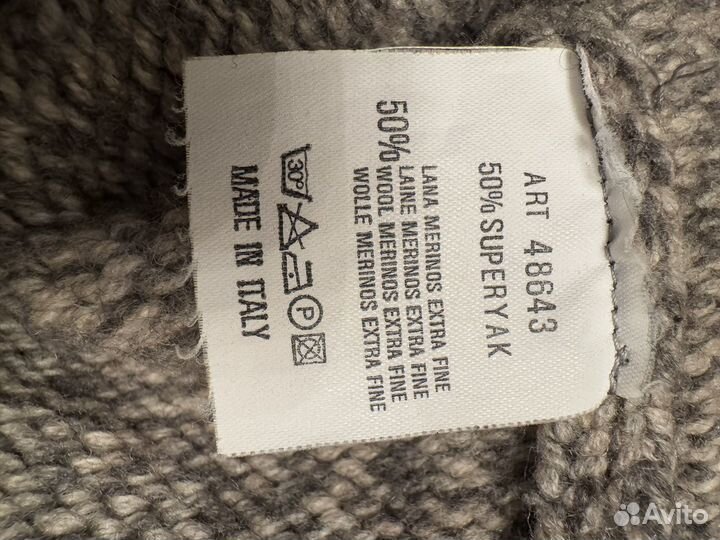 ART 48643
50% SUPERYAK
50% LANA MERINOS EXTRA FINE
LAINE MERINOS EXTRA FINE
WOOL MERINOS EXTRA FINE
WOLLE MERINOS EXTRA FINE
30°
P
MADE IN ITALY
Avito